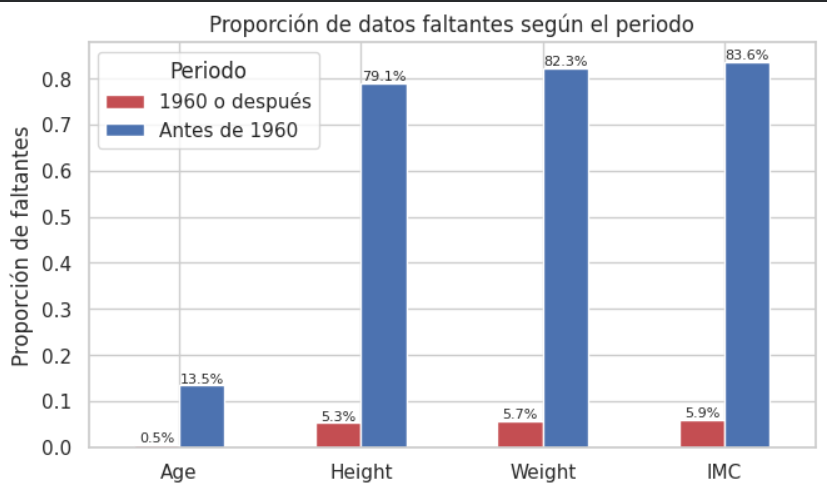 Proporción de datos faltantes según el periodo
Proporción de faltantes
0.8
0.7
0.6
0.5
0.4
0.3
0.2
0.1
0.0
Periodo
1960 o después
Antes de 1960
0.5%
13.5%
5.3%
79.1%
5.7%
82.3%
5.9%
83.6%
Age
Height
Weight
IMC